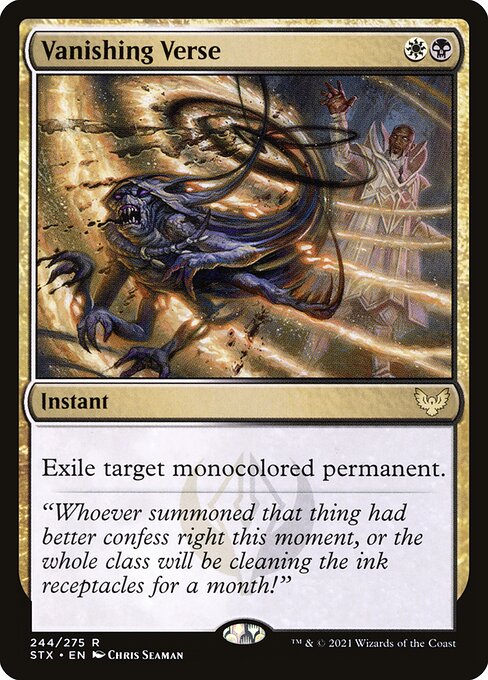 Vanishing Verse
Instant
Exile target monocolored permanent.
“Whoever summoned that thing had
better confess right this moment, or the
whole class will be cleaning the ink
receptacles for a month!”
244/275 R
STX • EN Chris Seaman
™ & © 2021 Wizards of the Coast